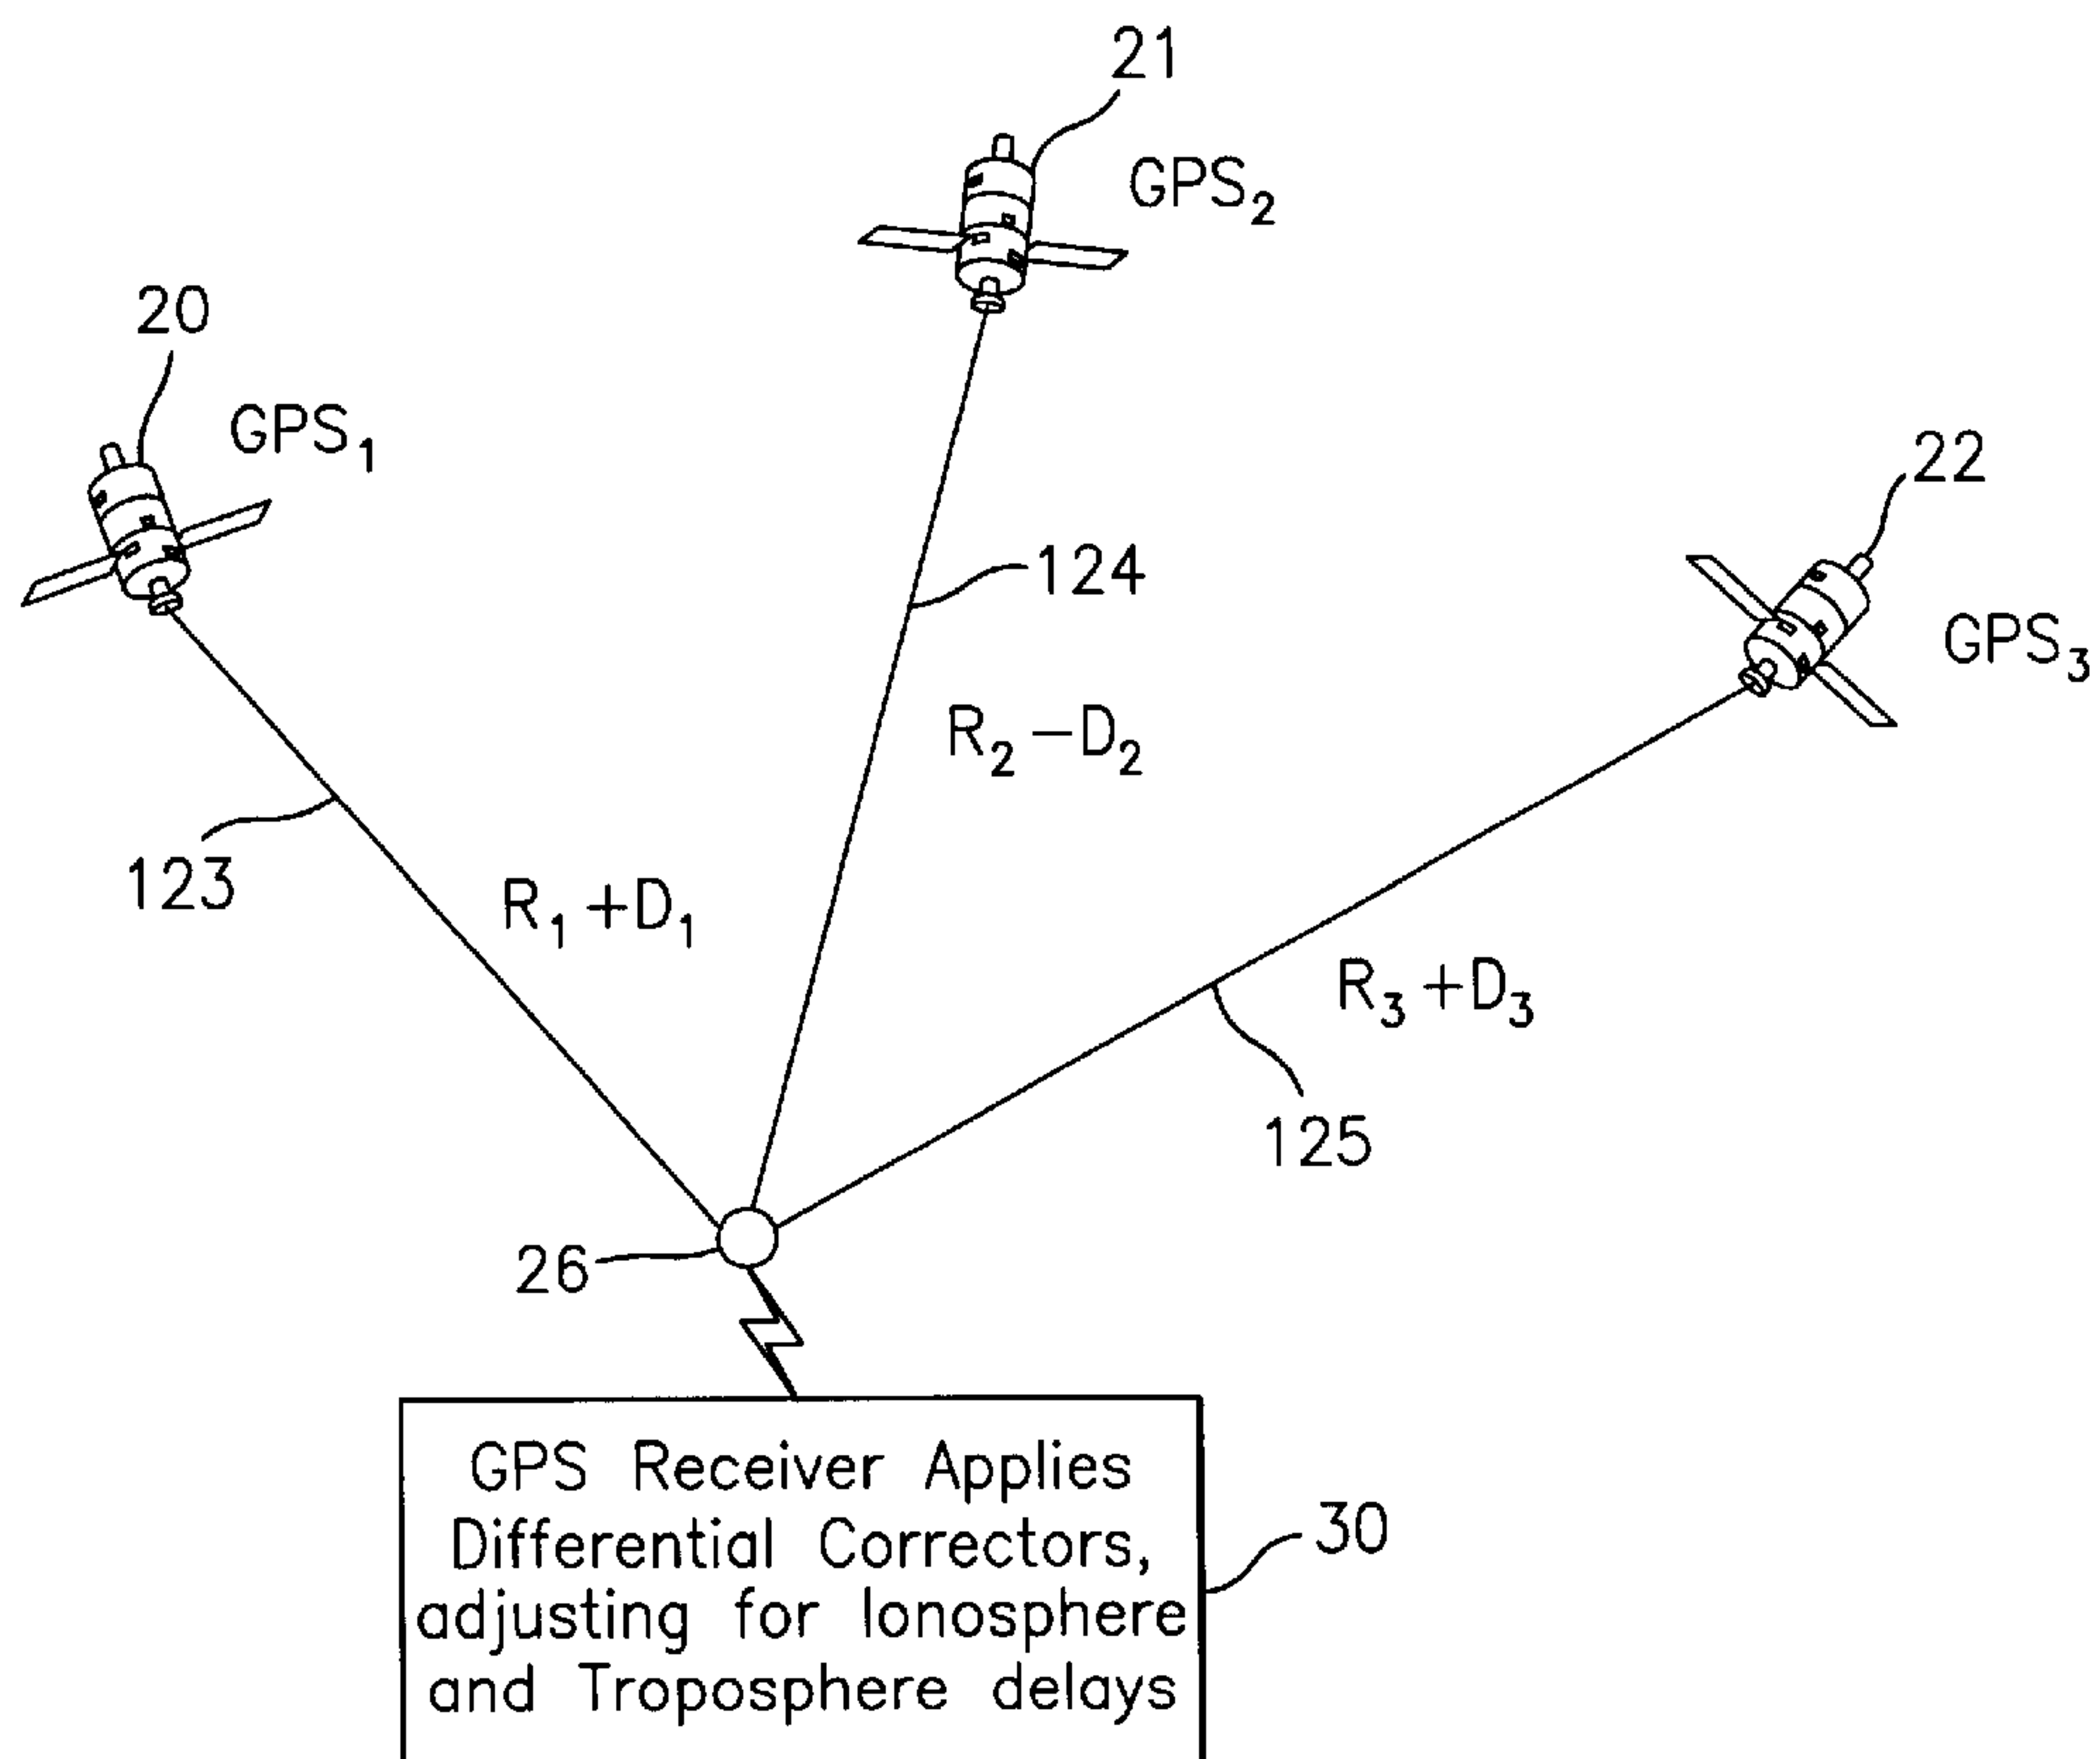 21
GPS₂
20
GPS₁
22
GPS₃
124
R₂−D₂
123
R₁+D₁
R₃+D₃
125
26
GPS Receiver Applies
Differential Correctors,
adjusting for Ionosphere
and Troposphere delays
30